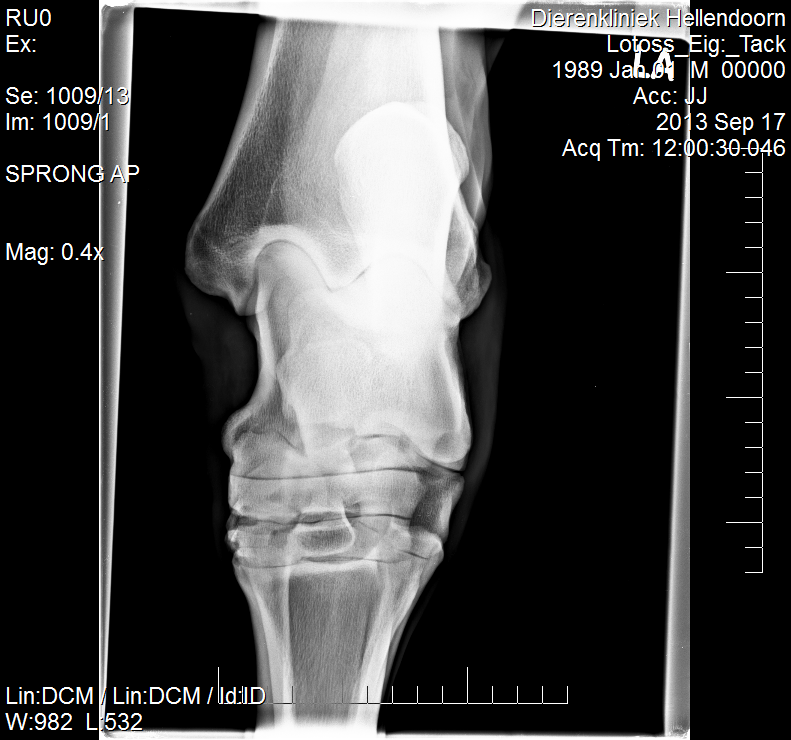 RU0
Ex:
Se: 1009/13
Im: 1009/1
SPRONG AP
Mag: 0.4x
Dierenkliniek Hellendoorn
Lotoss_Eig:_Tack
1989 Jan 01 M 00000
LA
Acc: JJ
2013 Sep 17
Acq Tm: 12:00:30.046
Lin:DCM / Lin:DCM / Id:ID
W:982 L:532